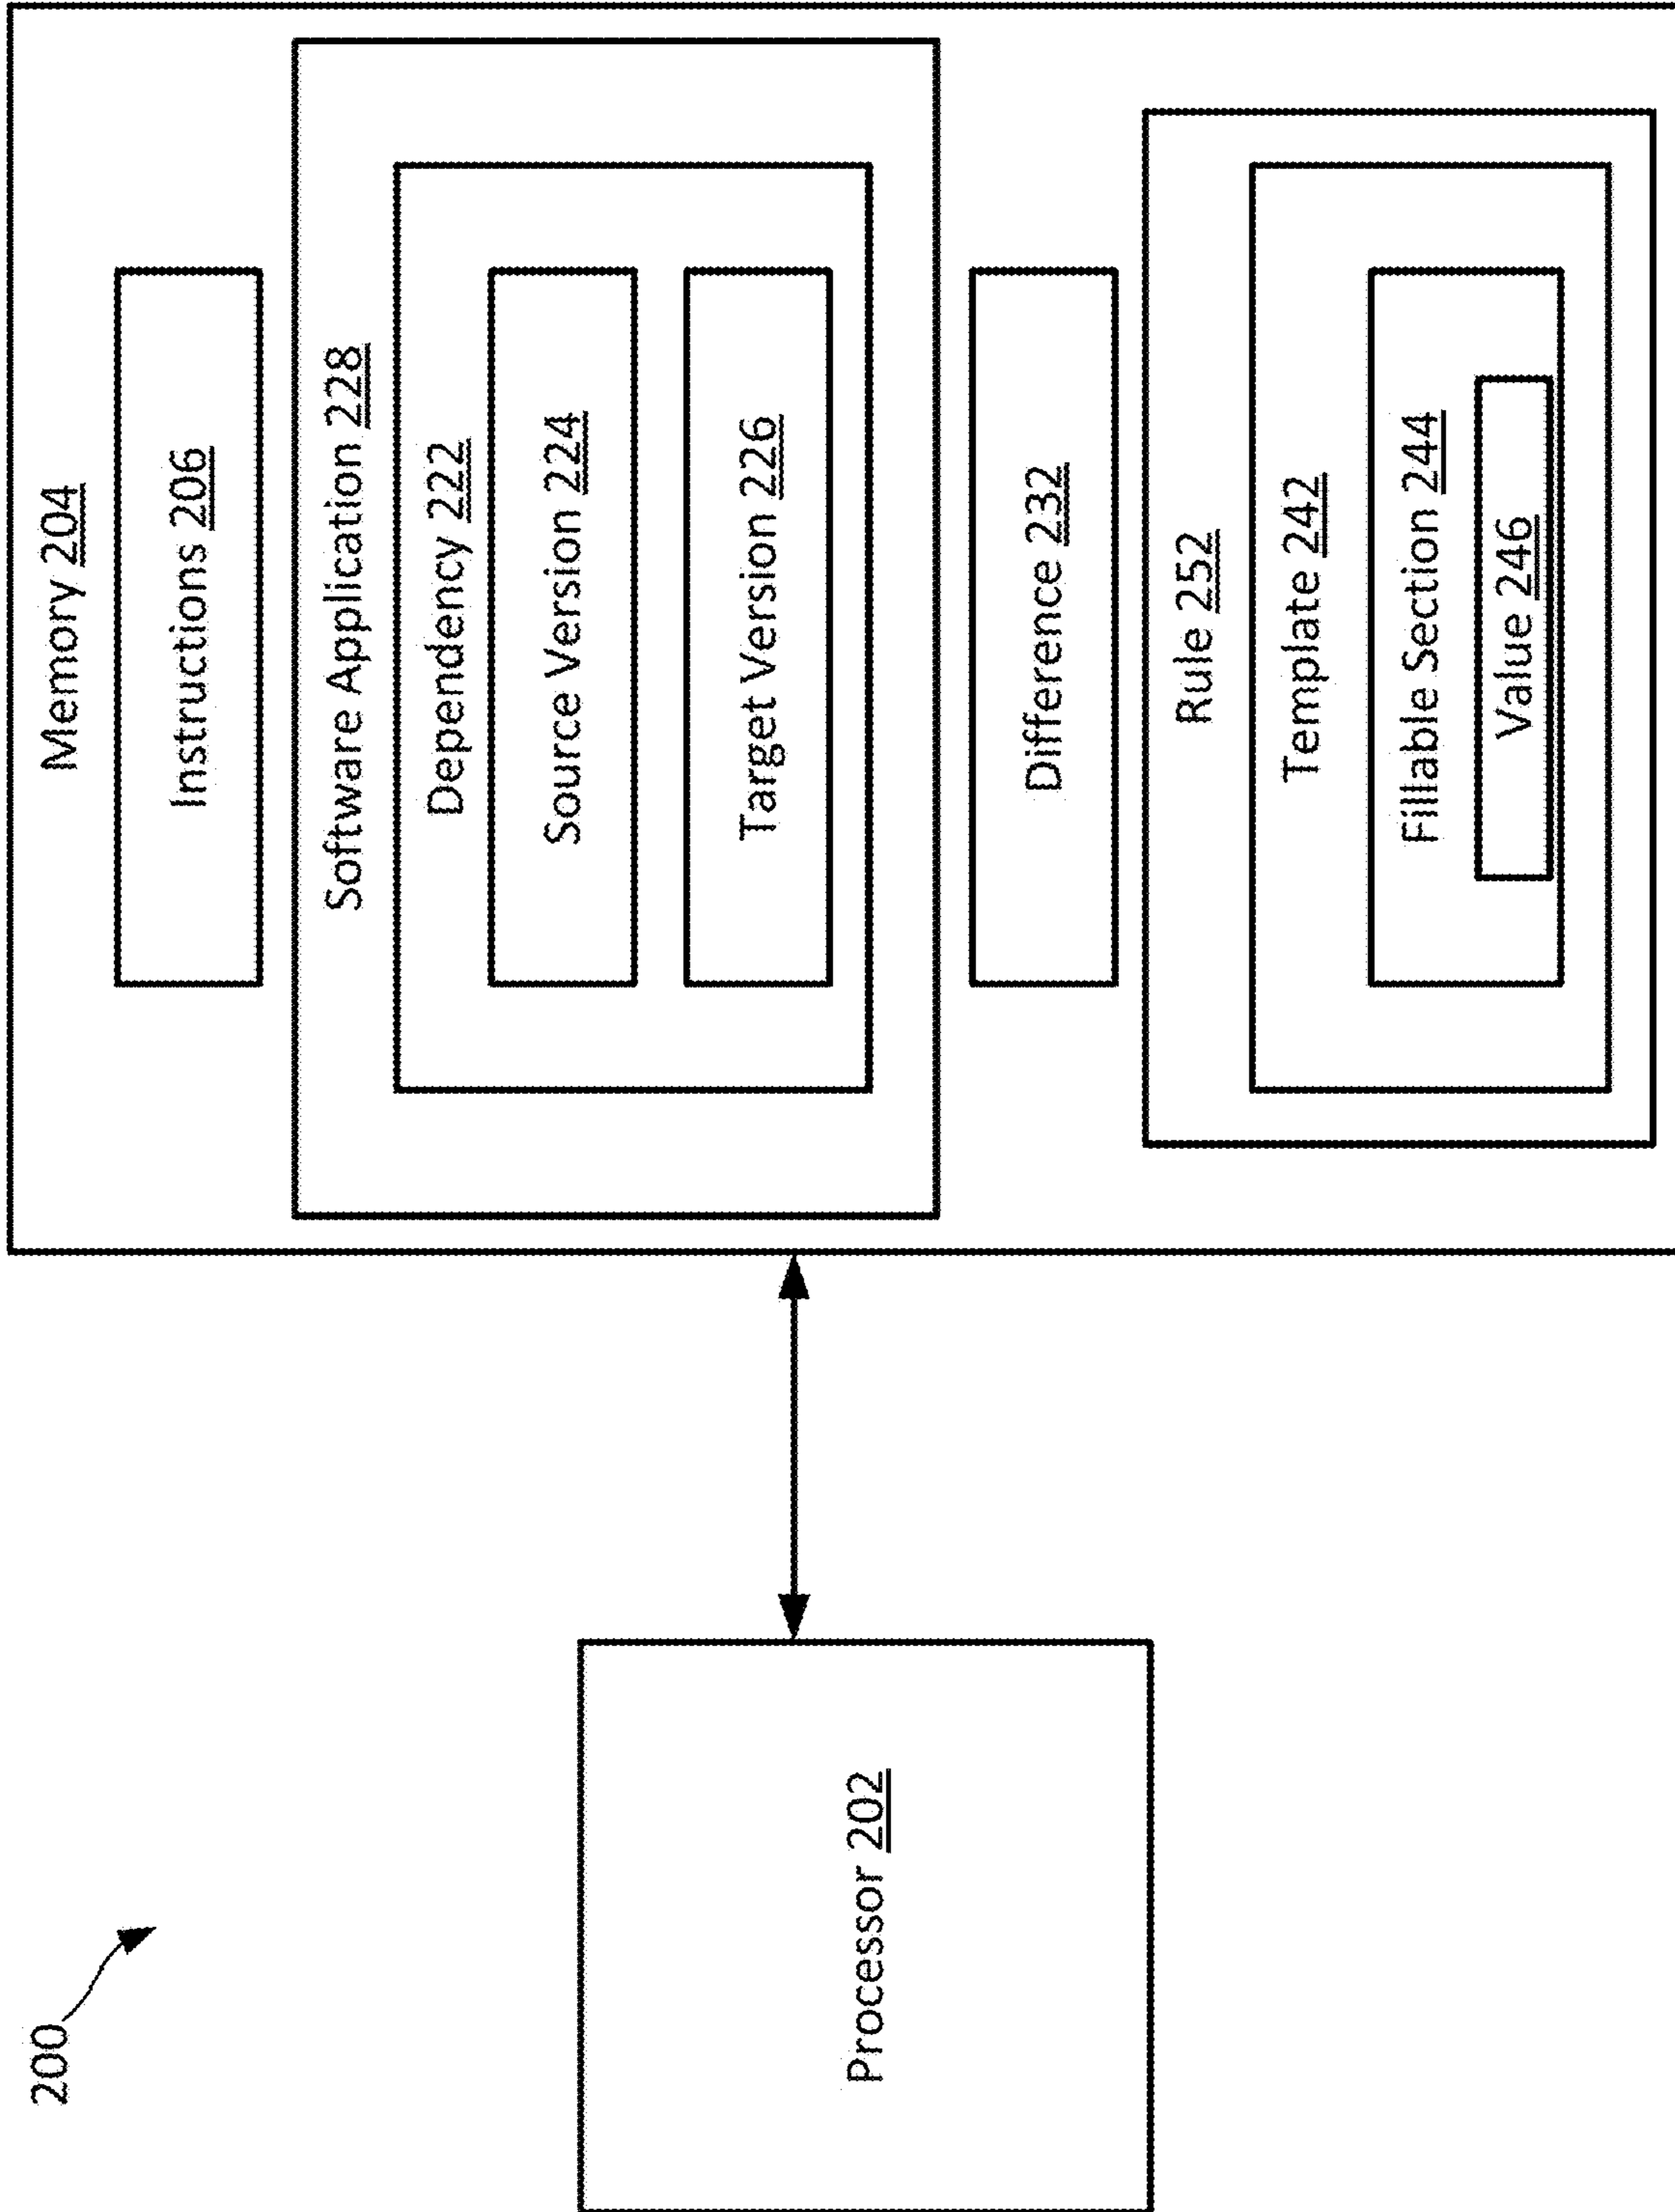 200
Processor 202
Memory 204
Instructions 206
Software Application 228
Dependency 222
Source Version 224
Target Version 226
Difference 232
Rule 252
Template 242
Fillable Section 244
Value 246